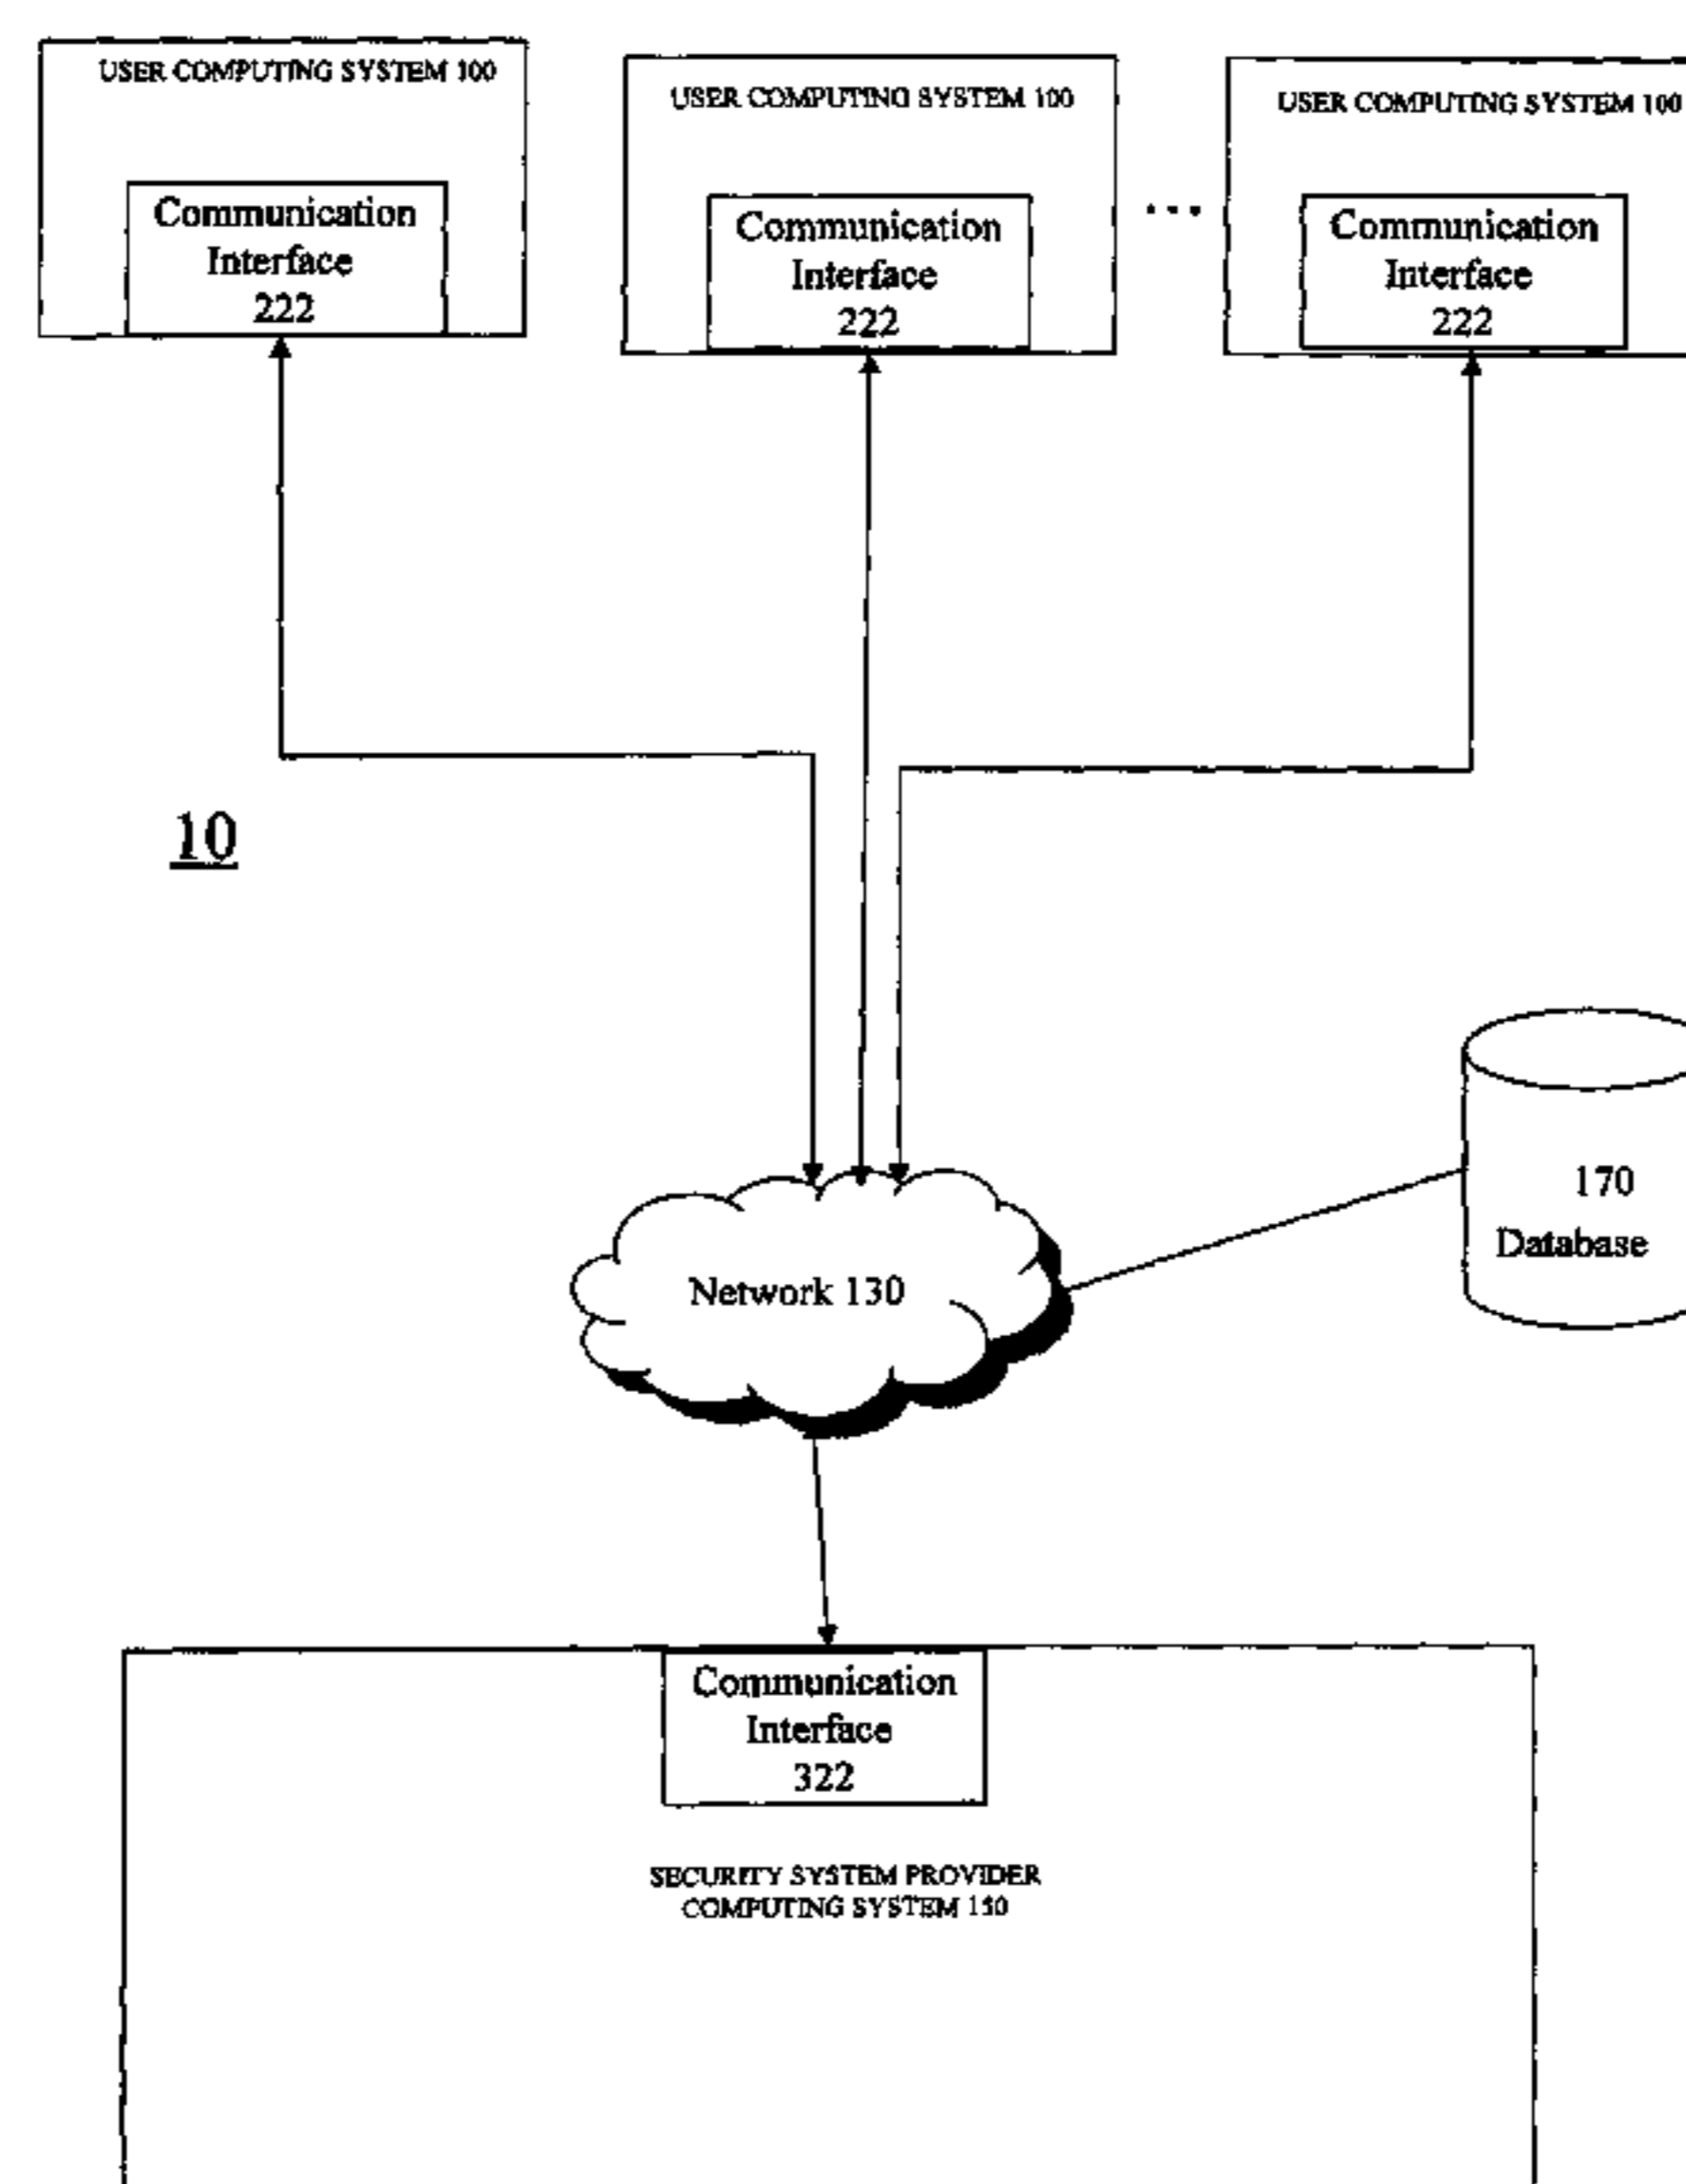 USER COMPUTING SYSTEM 100
Communication
Interface
222
USER COMPUTING SYSTEM 100
Communication
Interface
222
...
USER COMPUTING SYSTEM 100
Communication
Interface
222
10
170
Database
Network 130
Communication
Interface
322
SECURITY SYSTEM PROVIDER
COMPUTING SYSTEM 150